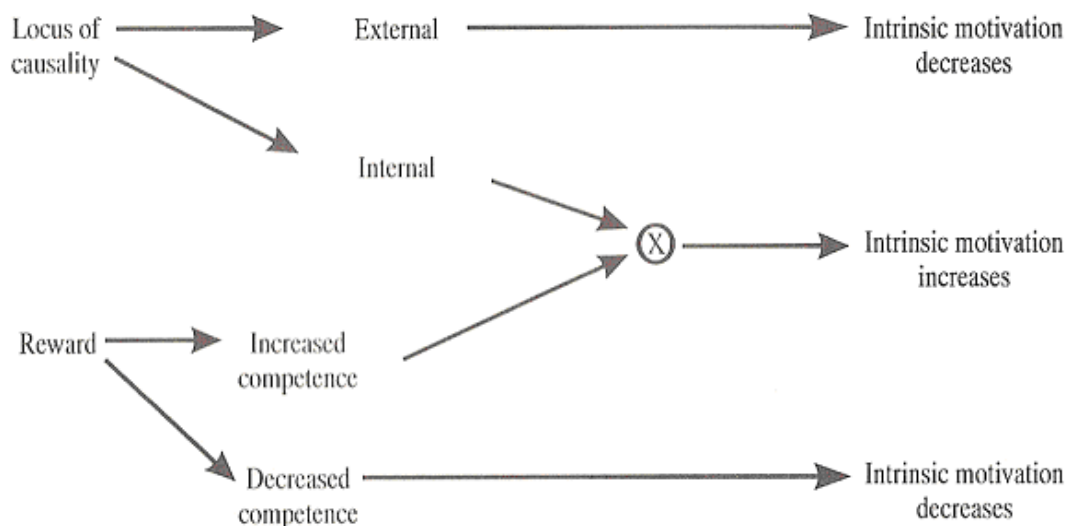 Locus of
causality
External
Intrinsic motivation
decreases
Internal
X
Intrinsic motivation
increases
Reward
Increased
competence
Decreased
competence
Intrinsic motivation
decreases